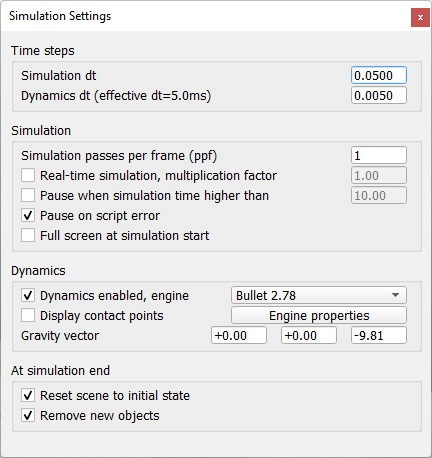 Simulation Settings x
Time steps
Simulation dt 0.0500
Dynamics dt (effective dt=5.0ms) 0.0050
Simulation
Simulation passes per frame (ppf) 1
Real-time simulation, multiplication factor 1.00
Pause when simulation time higher than 10.00
Pause on script error
Full screen at simulation start
Dynamics
Dynamics enabled, engine Bullet 2.78
Display contact points Engine properties
Gravity vector +0.00 +0.00 -9.81
At simulation end
Reset scene to initial state
Remove new objects